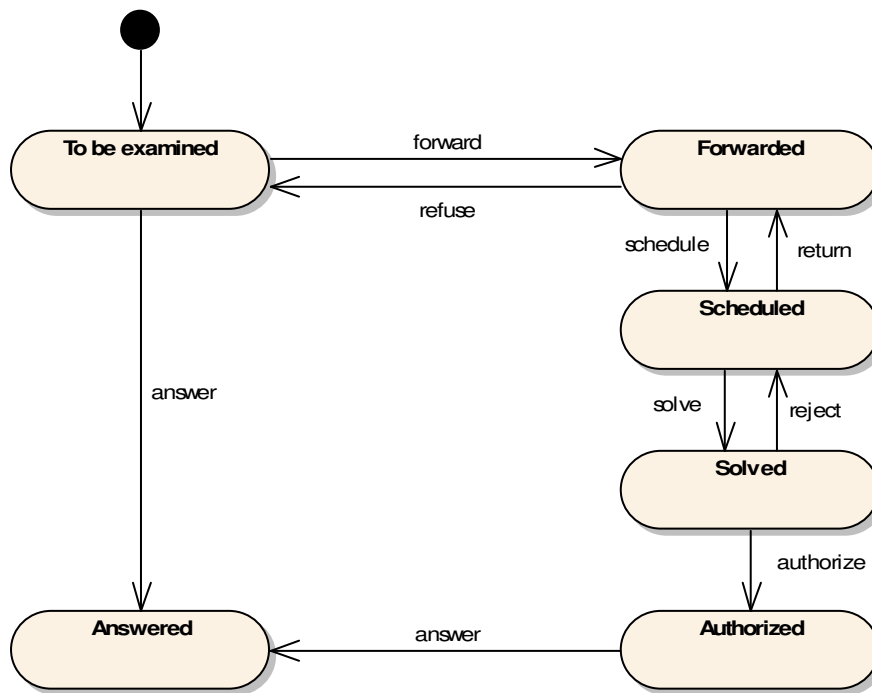 To be examined
forward
Forwarded
refuse
schedule
return
Scheduled
answer
solve
reject
Solved
authorize
Answered
answer
Authorized